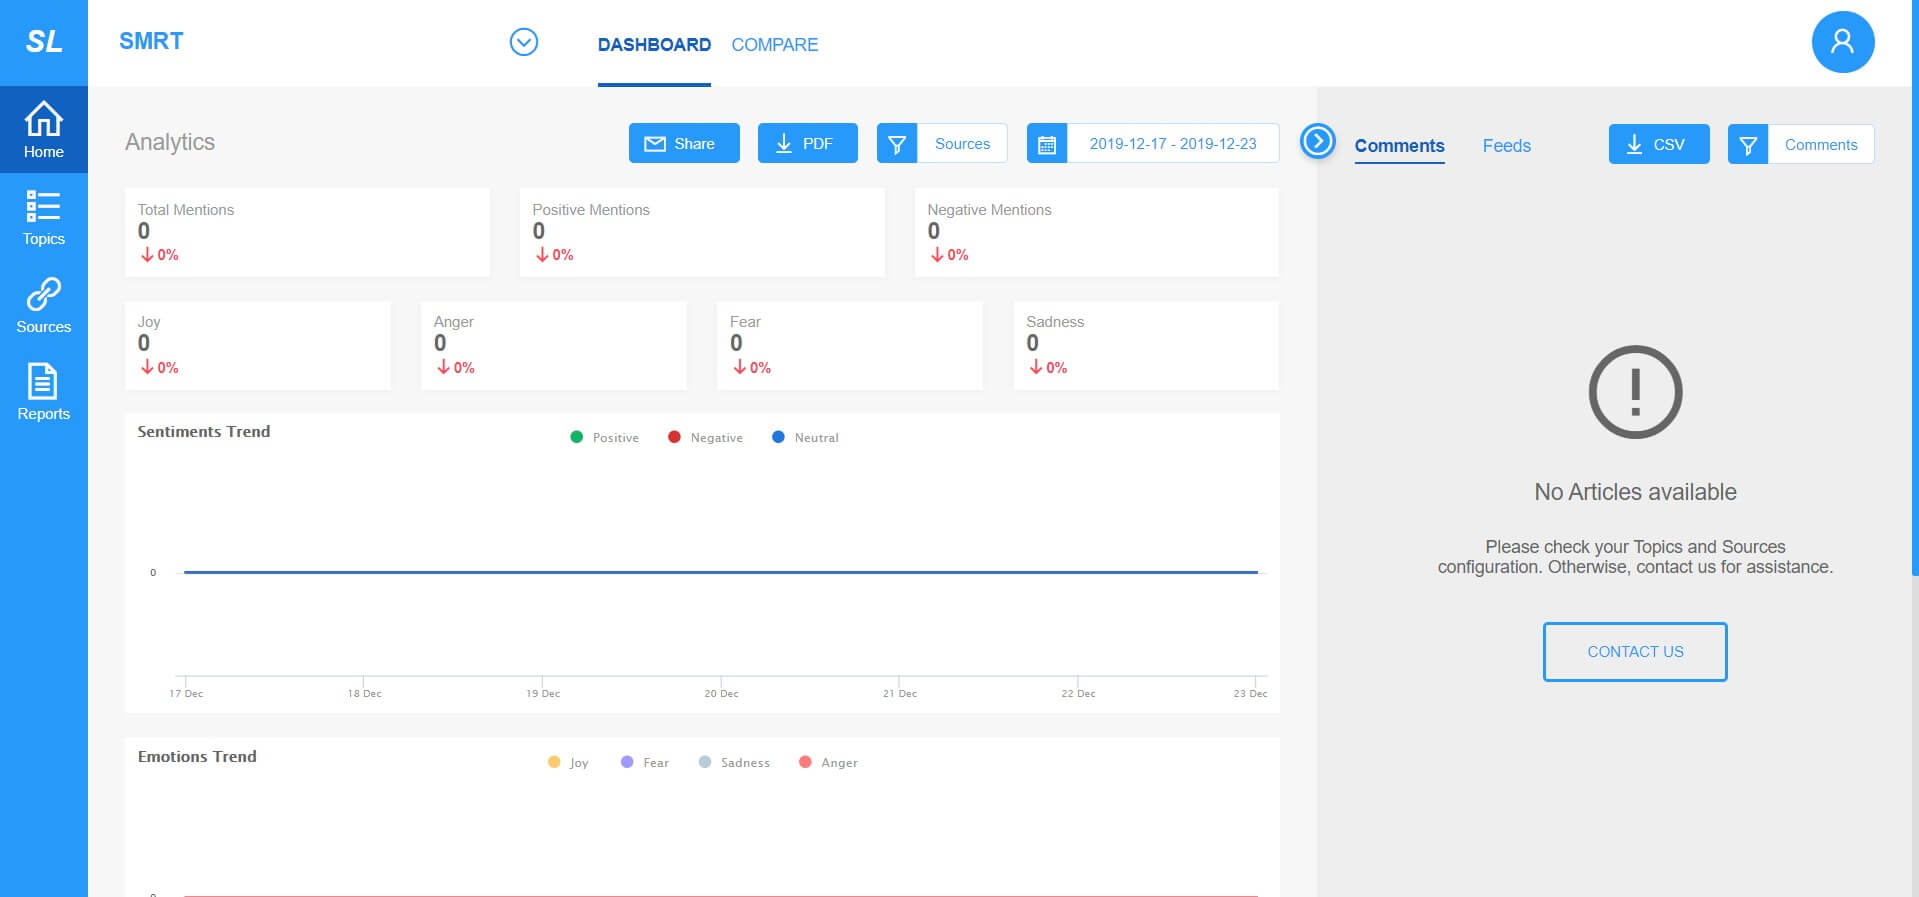 SL
SMRT
DASHBOARD COMPARE
Home
Topics
Sources
Reports
Analytics
Share PDF Sources 2019-12-17 - 2019-12-23
Total Mentions
0
0%
Positive Mentions
0
0%
Negative Mentions
0
0%
Joy
0
0%
Anger
0
0%
Fear
0
0%
Sadness
0
0%
Sentiments Trend
Positive Negative Neutral
0
17 Dec 18 Dec 19 Dec 20 Dec 21 Dec 22 Dec 23 Dec
Emotions Trend
Joy Fear Sadness Anger
0
Comments Feeds CSV Comments
No Articles available
Please check your Topics and Sources
configuration. Otherwise, contact us for assistance.
CONTACT US